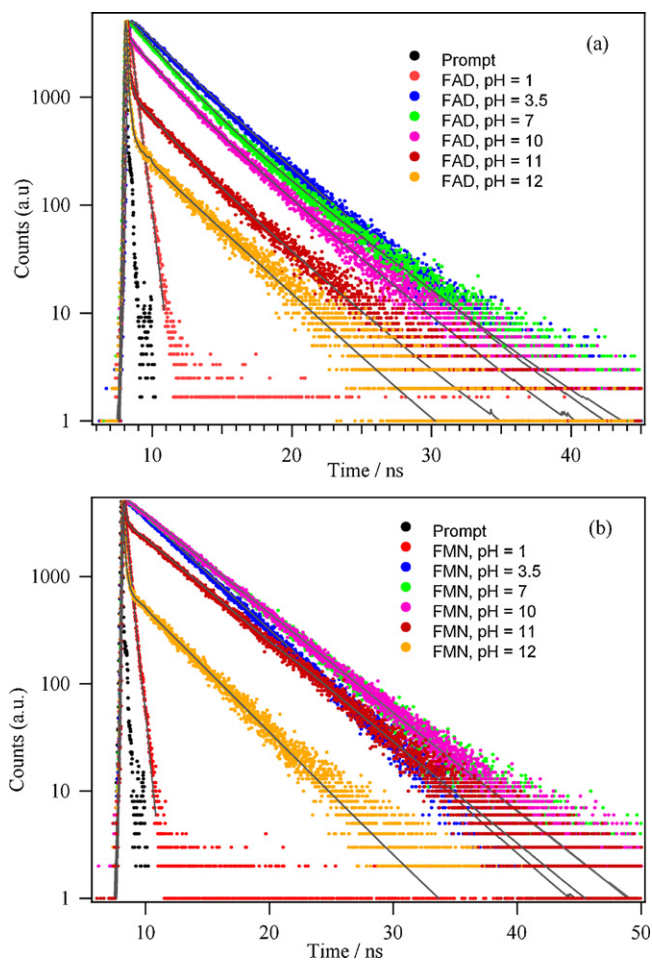 (a)
Prompt
FAD, pH = 1
FAD, pH = 3.5
FAD, pH = 7
FAD, pH = 10
FAD, pH = 11
FAD, pH = 12
Counts (a.u)
1000
100
10
1
10 20 30 40
Time / ns
(b)
Prompt
FMN, pH = 1
FMN, pH = 3.5
FMN, pH = 7
FMN, pH = 10
FMN, pH = 11
FMN, pH = 12
Counts (a.u.)
1000
100
10
1
10 20 30 40 50
Time / ns